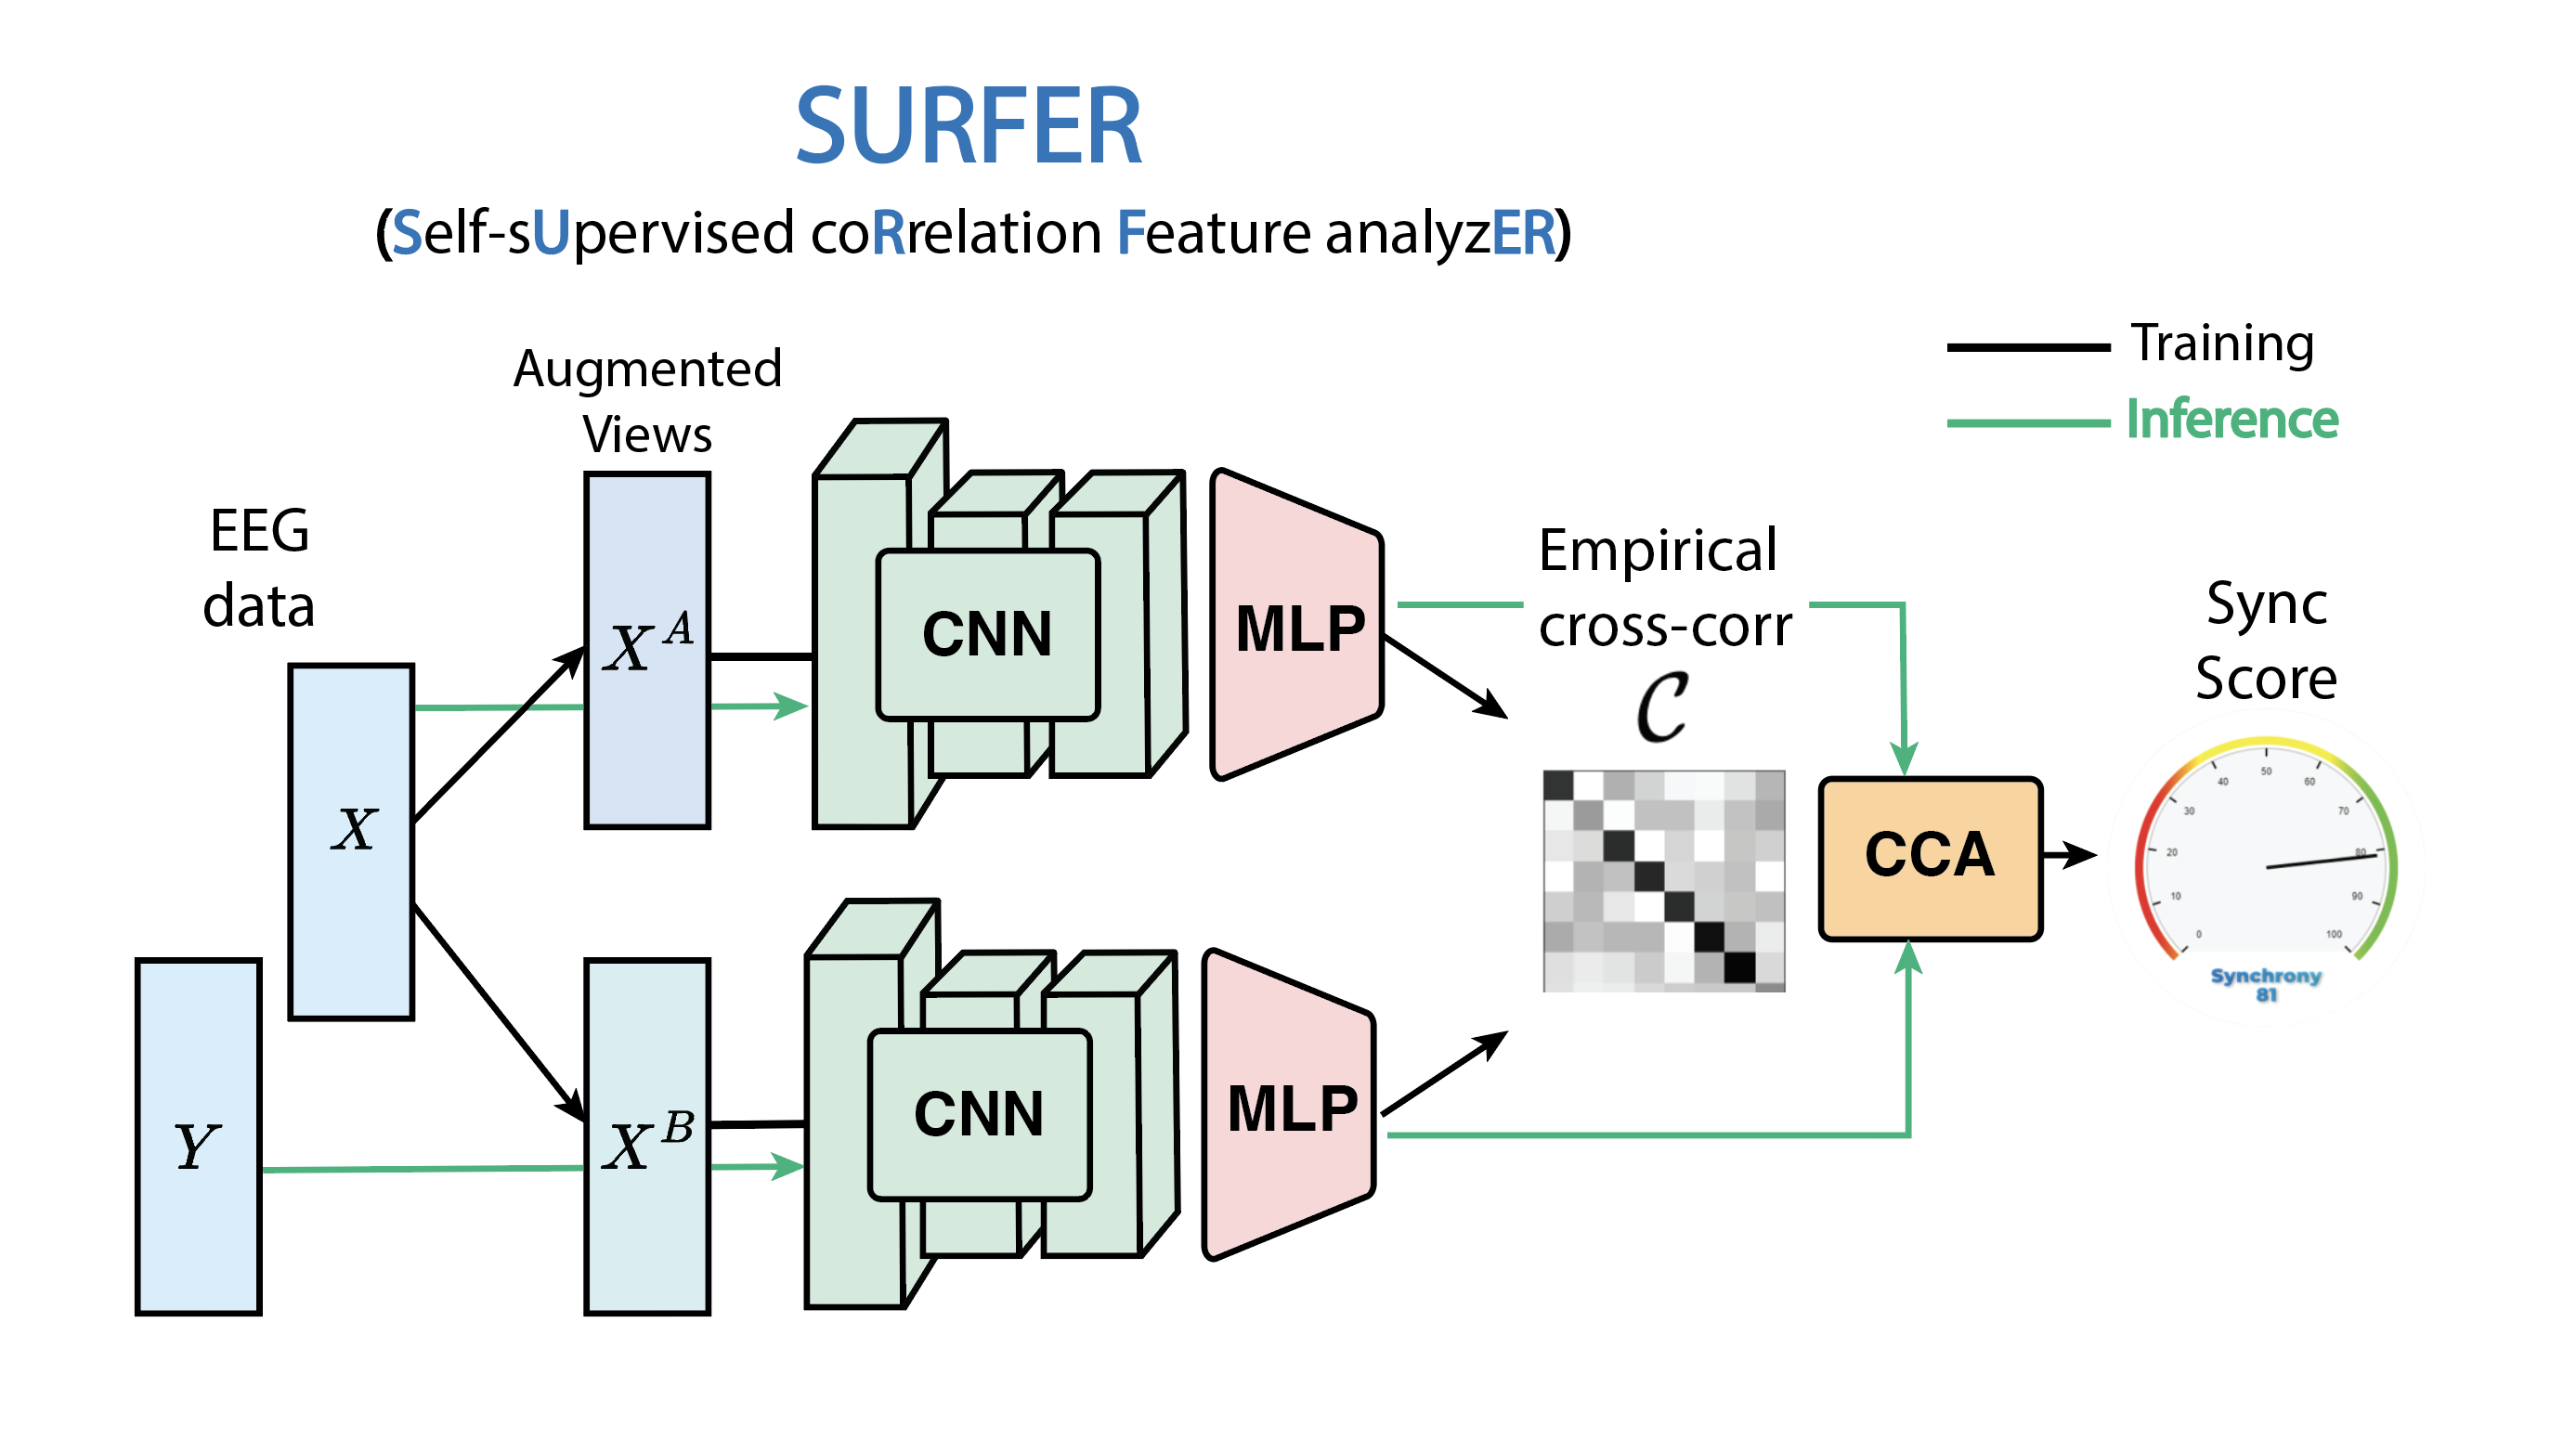 SURFER
(Self-sUpervised coRrelation Feature analyzER)
Training
Inference
Augmented
Views
EEG
data
X
Y
X^A
X^B
CNN
MLP
CNN
MLP
Empirical
cross-corr
C
CCA
Sync
Score
0
10
20
30
40
50
60
70
80
90
100
Synchrony
81